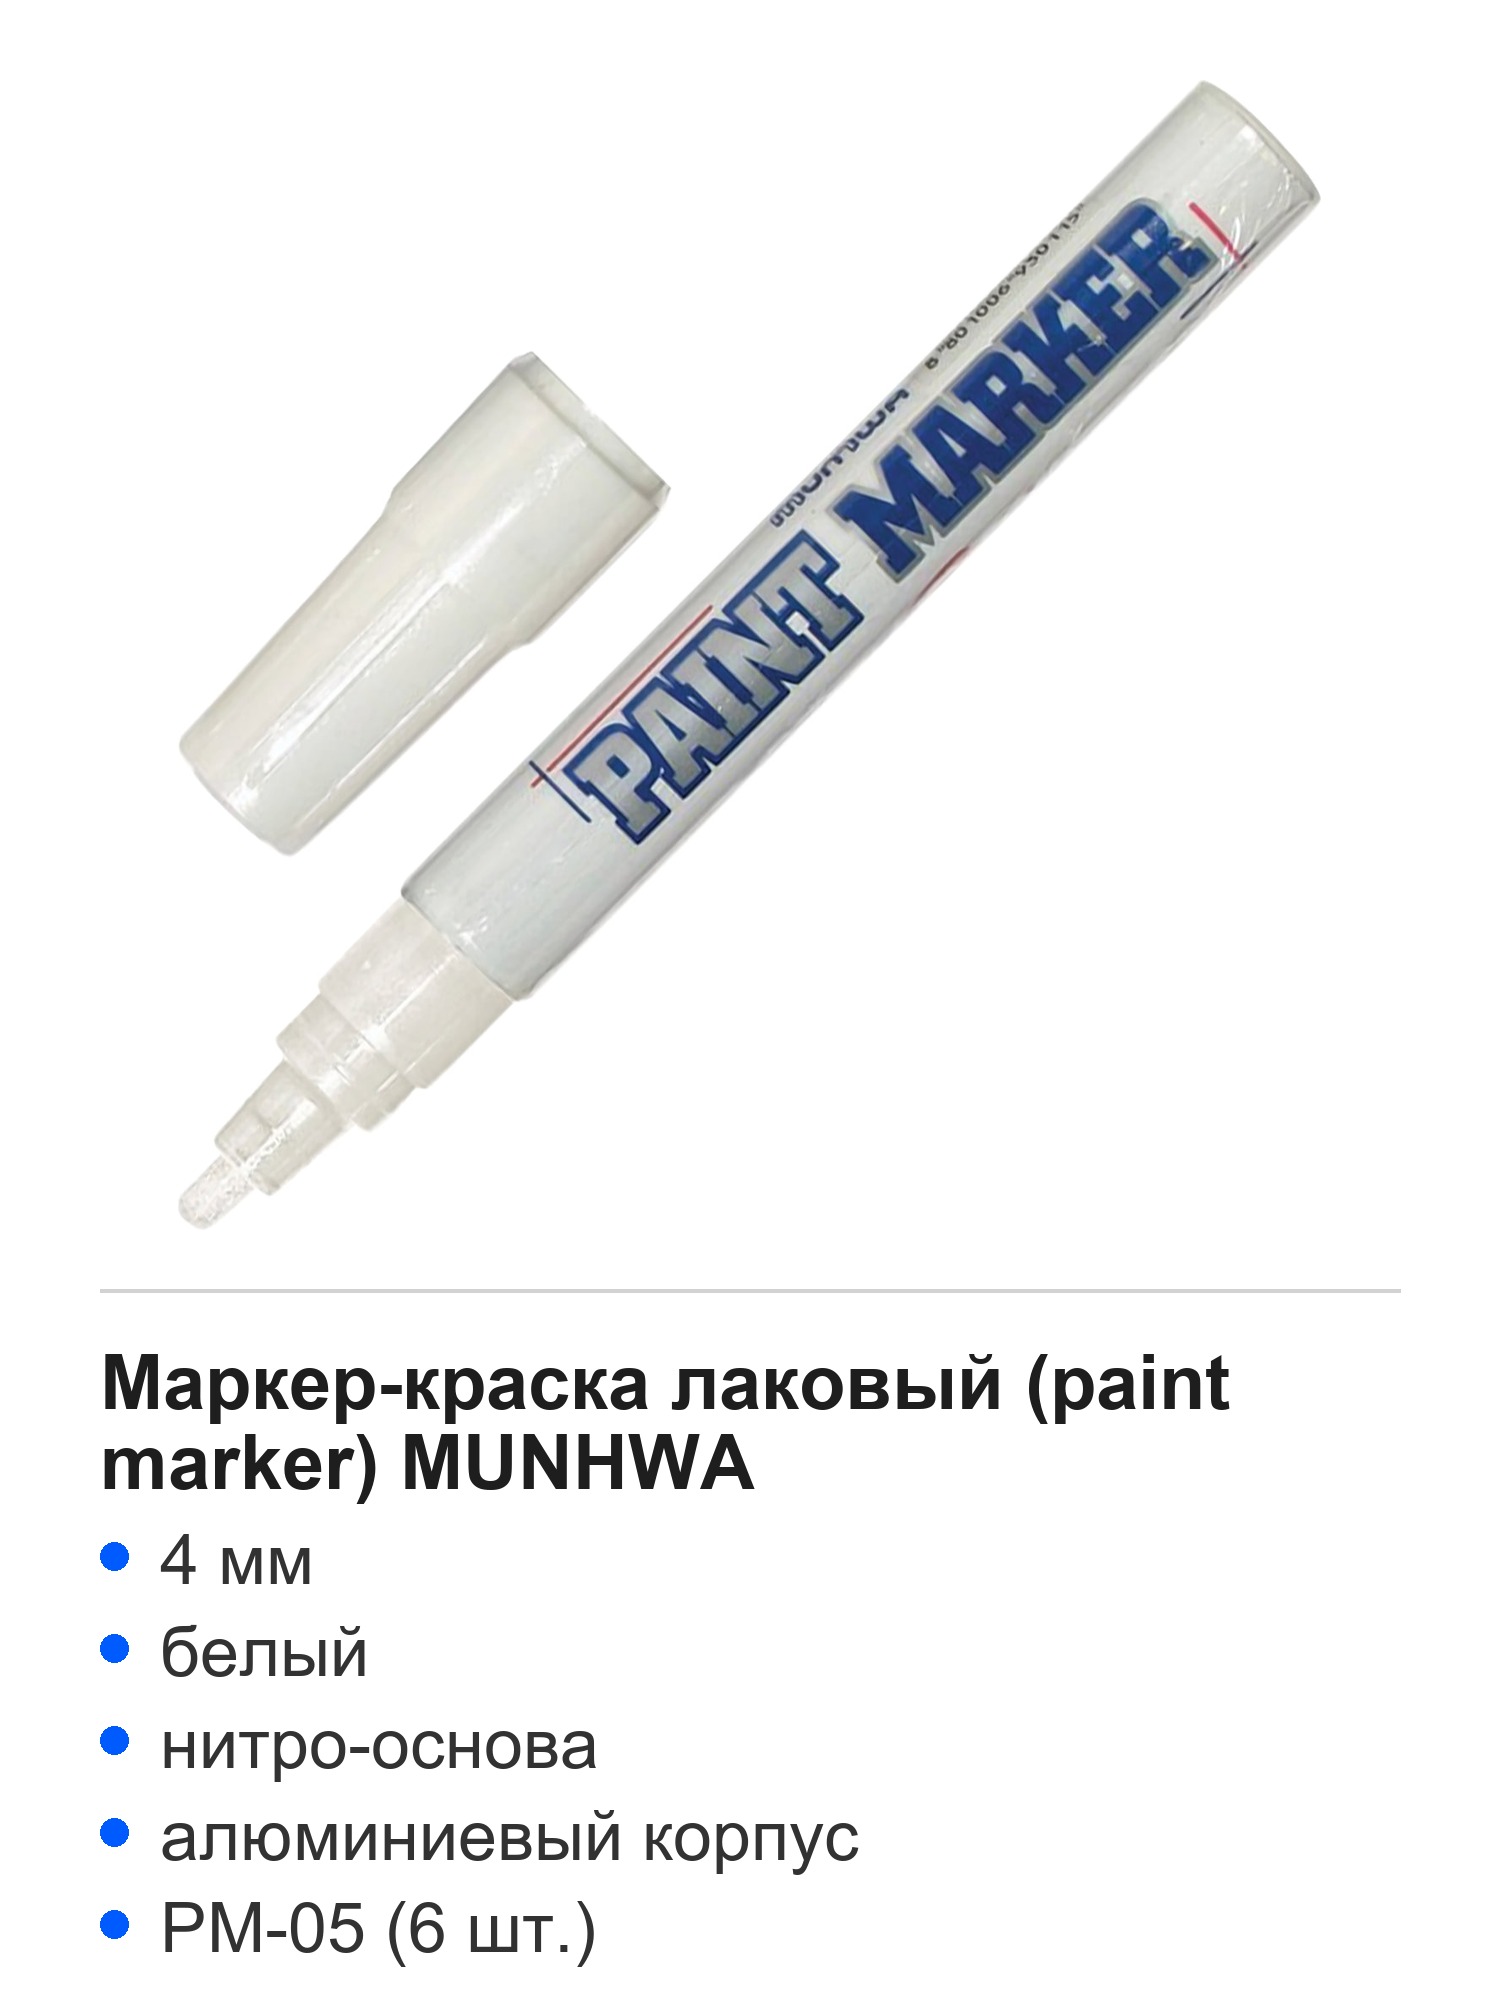 PAINT MARKER
MUNHWA
Маркер-краска лаковый (paint
marker) MUNHWA
4 мм
белый
нитро-основа
алюминиевый корпус
PM-05 (6 шт.)